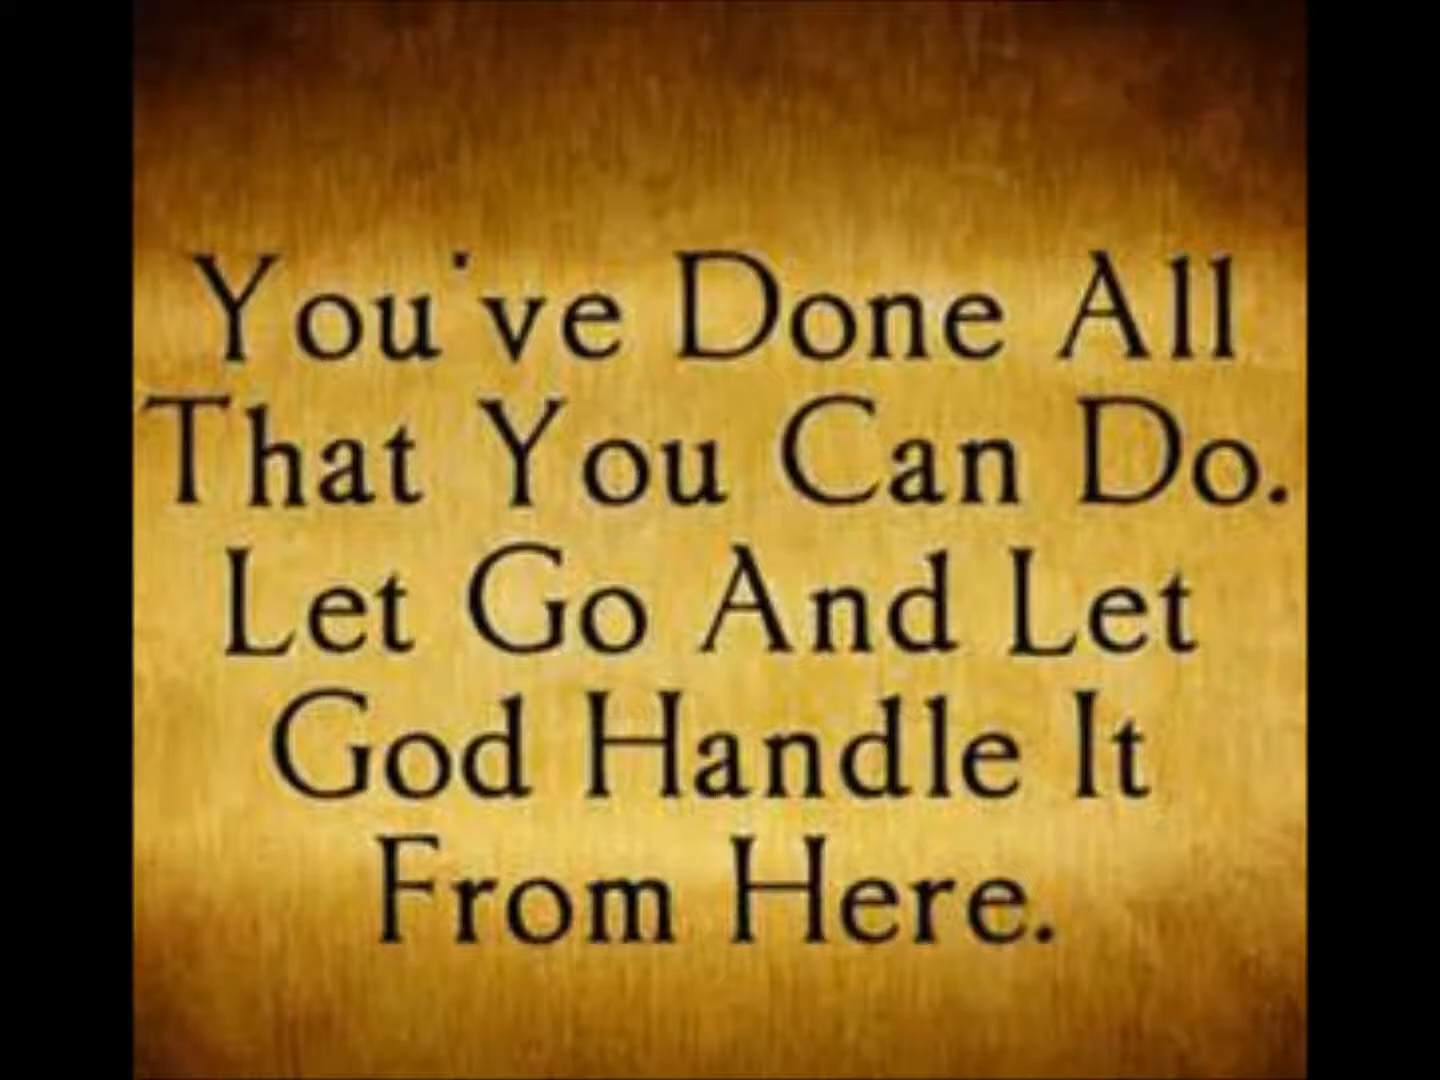 You've Done All
That You Can Do.
Let Go And Let
God Handle It
From Here.